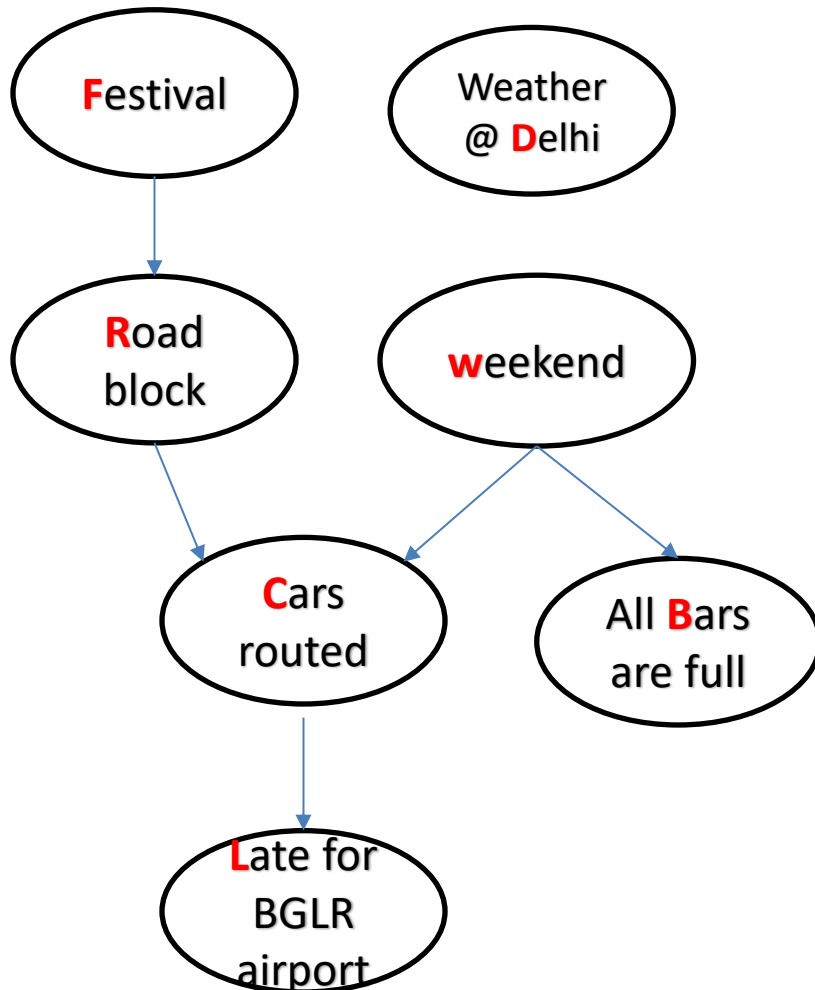 Festival
Weather
@ Delhi
Road
block
weekend
Cars
routed
All Bars
are full
Late for
BGLR
airport